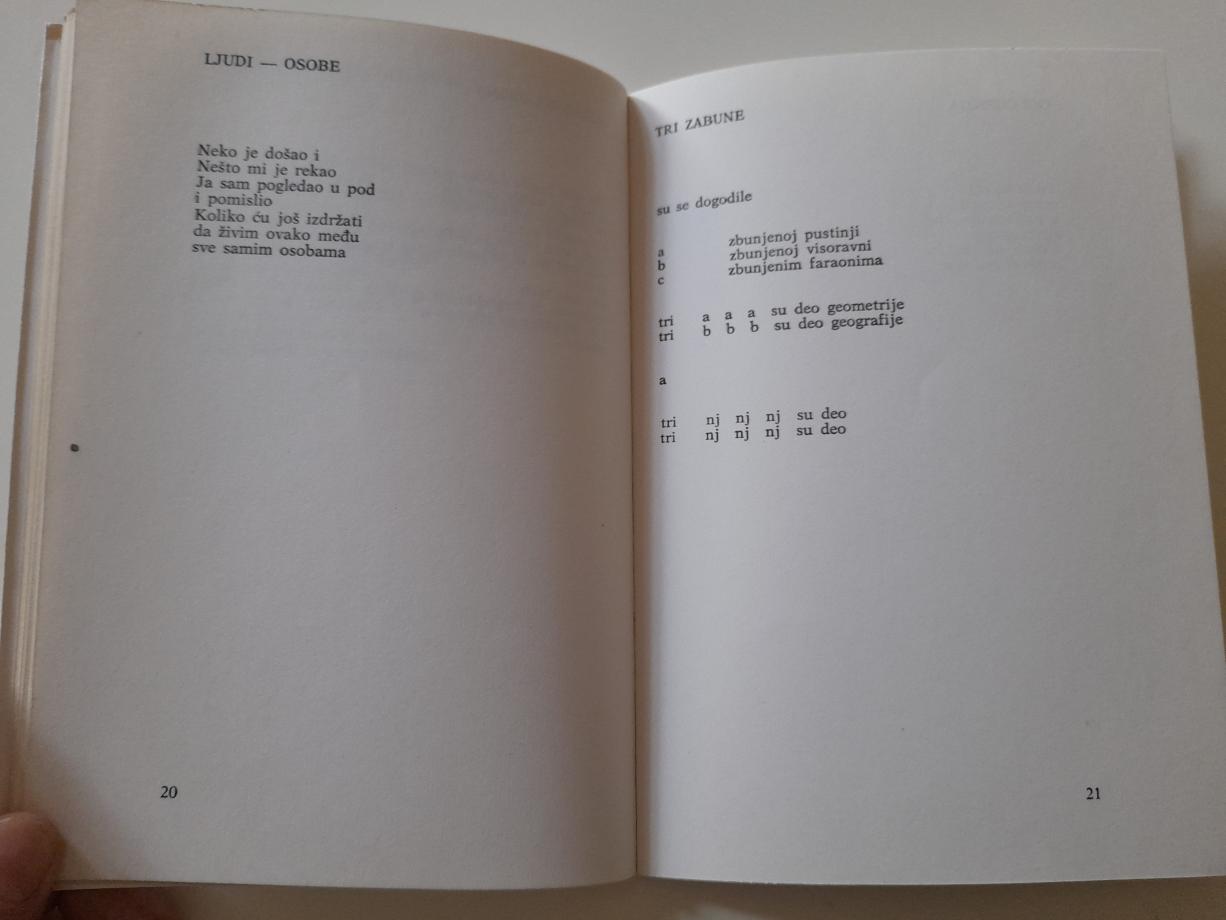 LJUDI — OSOBE
Neko je došao i
Nešto mi je rekao
Ja sam pogledao u pod
i pomislio
Koliko ću još izdržati
da živim ovako među
sve samim osobama
20
TRI ZABUNE
su se dogodile
a zbunjenoj pustinji
b zbunjenoj visoravni
c zbunjenim faraonima
tri a a a su deo geometrije
tri b b b su deo geografije
a
tri nj nj nj su deo
tri nj nj nj su deo
21